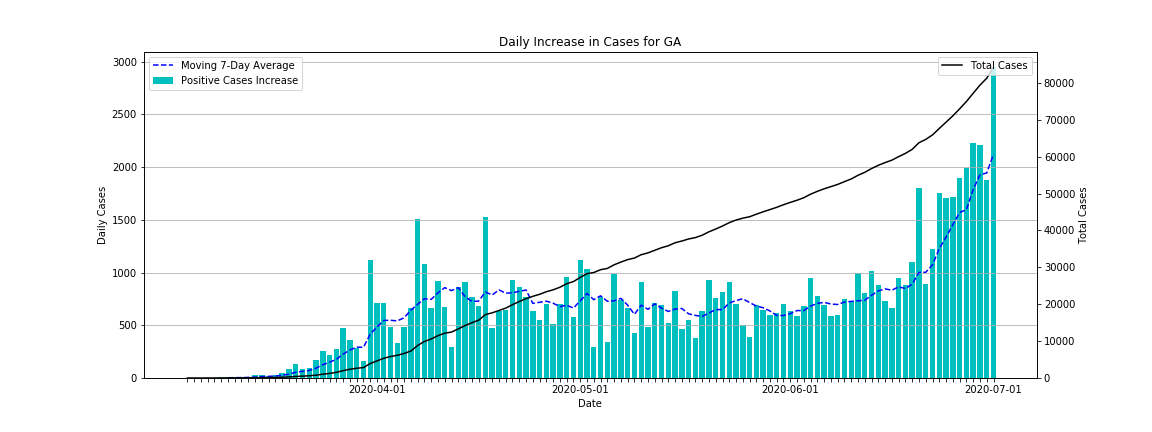 Daily Increase in Cases for GA
Moving 7-Day Average
Positive Cases Increase
Total Cases
3000
2500
2000
1500
1000
500
0
Daily Cases
80000
70000
60000
50000
40000
30000
20000
10000
0
Total Cases
2020-04-01
2020-05-01
2020-06-01
2020-07-01
Date